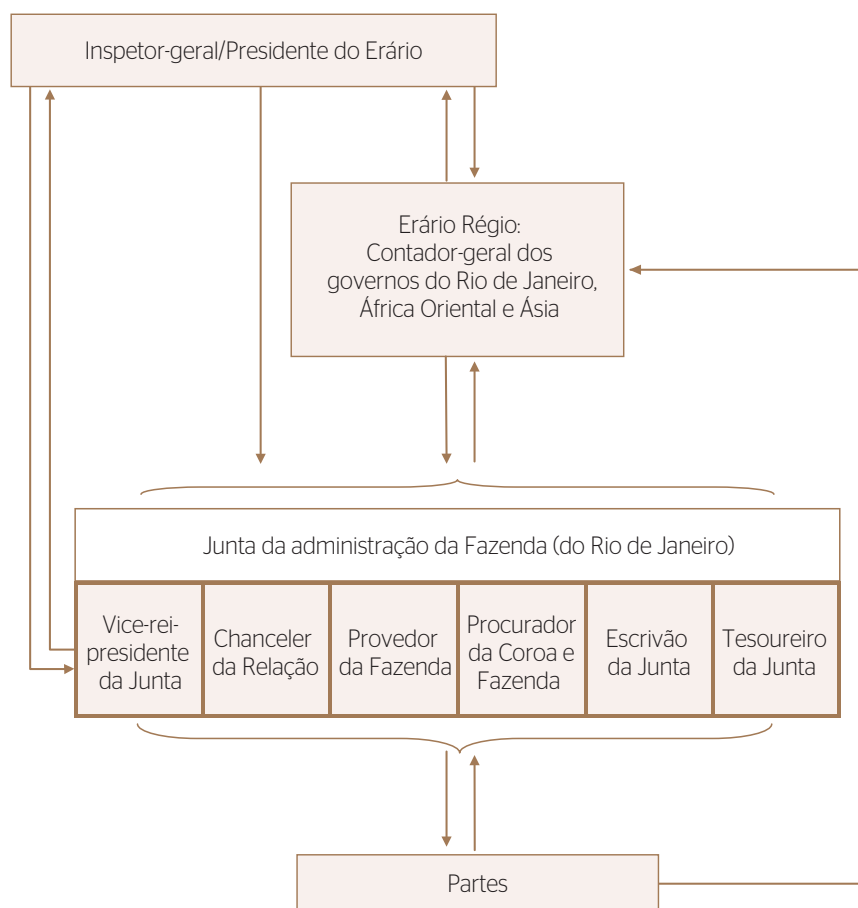 Inspetor-geral/Presidente do Erário
Erário Régio:
Contador-geral dos
governos do Rio de Janeiro,
África Oriental e Ásia
Junta da administração da Fazenda (do Rio de Janeiro)
Vice-rei-
presidente
da Junta
Chanceler
da Relação
Provedor
da Fazenda
Procurador
da Coroa e
Fazenda
Escrivão
da Junta
Tesoureiro
da Junta
Partes